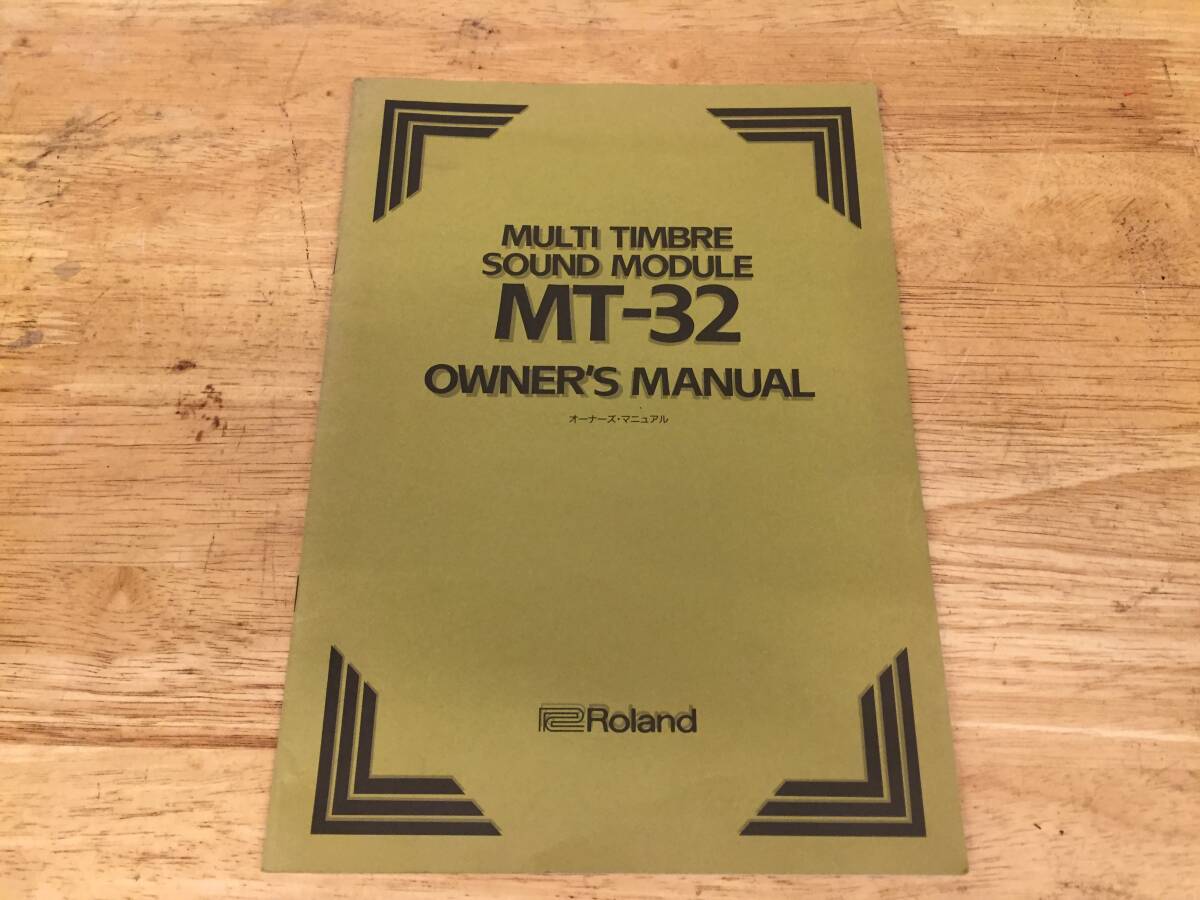 MULTI TIMBRE
SOUND MODULE
MT-32
OWNER'S MANUAL
オーナーズ・マニュアル
Roland